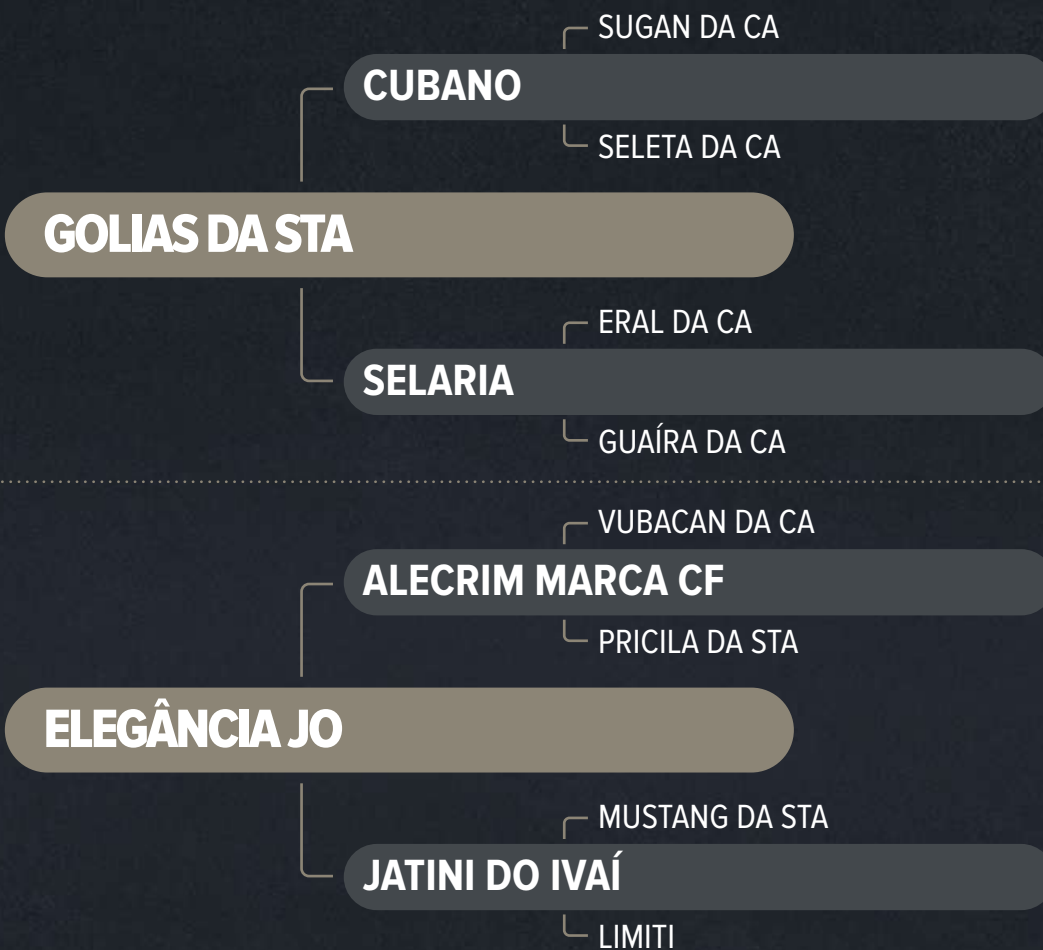 SUGAN DA CA
CUBANO
SELETA DA CA
GOLIAS DA STA
ERAL DA CA
SELARIA
GUAÍRA DA CA
VUBACAN DA CA
ALECRIM MARCA CF
PRICILA DA STA
ELEGÂNCIA JO
MUSTANG DA STA
JATINI DO IVAÍ
LIMITI